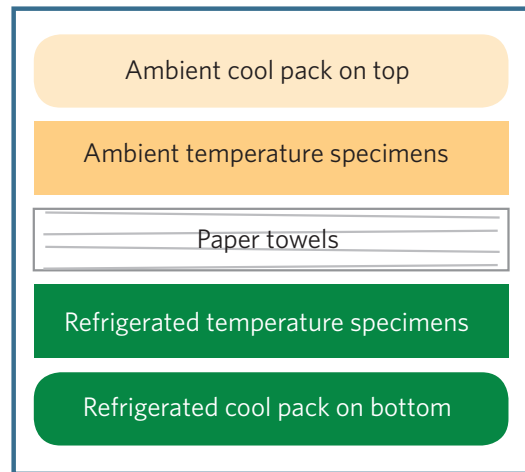 Ambient cool pack on top
Ambient temperature specimens
Paper towels
Refrigerated temperature specimens
Refrigerated cool pack on bottom